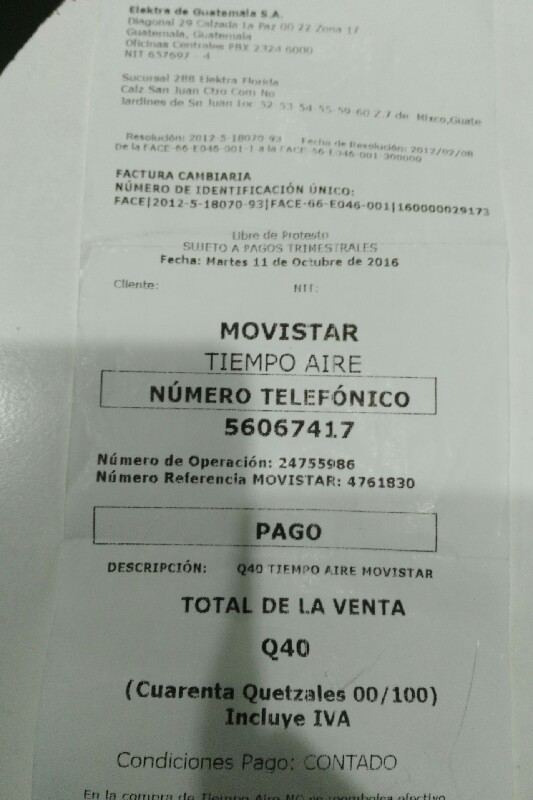 Elektra de Guatemala S.A.
Diagonal 29 Calzada La Paz 00 22 Zona 17
Guatemala, Guatemala
Oficinas Centrales PBX 2324 6000
NIT 657697 - 4
Sucursal 288 Elektra Florida
Calz San Juan Ctro Com No
Jardines de Sn Juan Loc 52-53-54-55-59-60 Z.7 de Mixco,Guate
Resolución: 2012-5-18070-93 Fecha de Resolución: 2012/02/08
De la FACE-66-E046-001-1 a la FACE-66-E046-001-300000
FACTURA CAMBIARIA
NÚMERO DE IDENTIFICACIÓN ÚNICO:
FACE|2012-5-18070-93|FACE-66-E046-001|160000029173
Libre de Protesto
SUJETO A PAGOS TRIMESTRALES
Fecha: Martes 11 de Octubre de 2016
Cliente: NIT:
MOVISTAR
TIEMPO AIRE
NÚMERO TELEFÓNICO
56067417
Número de Operación: 24755986
Número Referencia MOVISTAR: 4761830
PAGO
DESCRIPCIÓN: Q40 TIEMPO AIRE MOVISTAR
TOTAL DE LA VENTA
Q40
(Cuarenta Quetzales 00/100)
Incluye IVA
Condiciones Pago: CONTADO
En la compra de Tiempo Aire NO se reembolsa efectivo